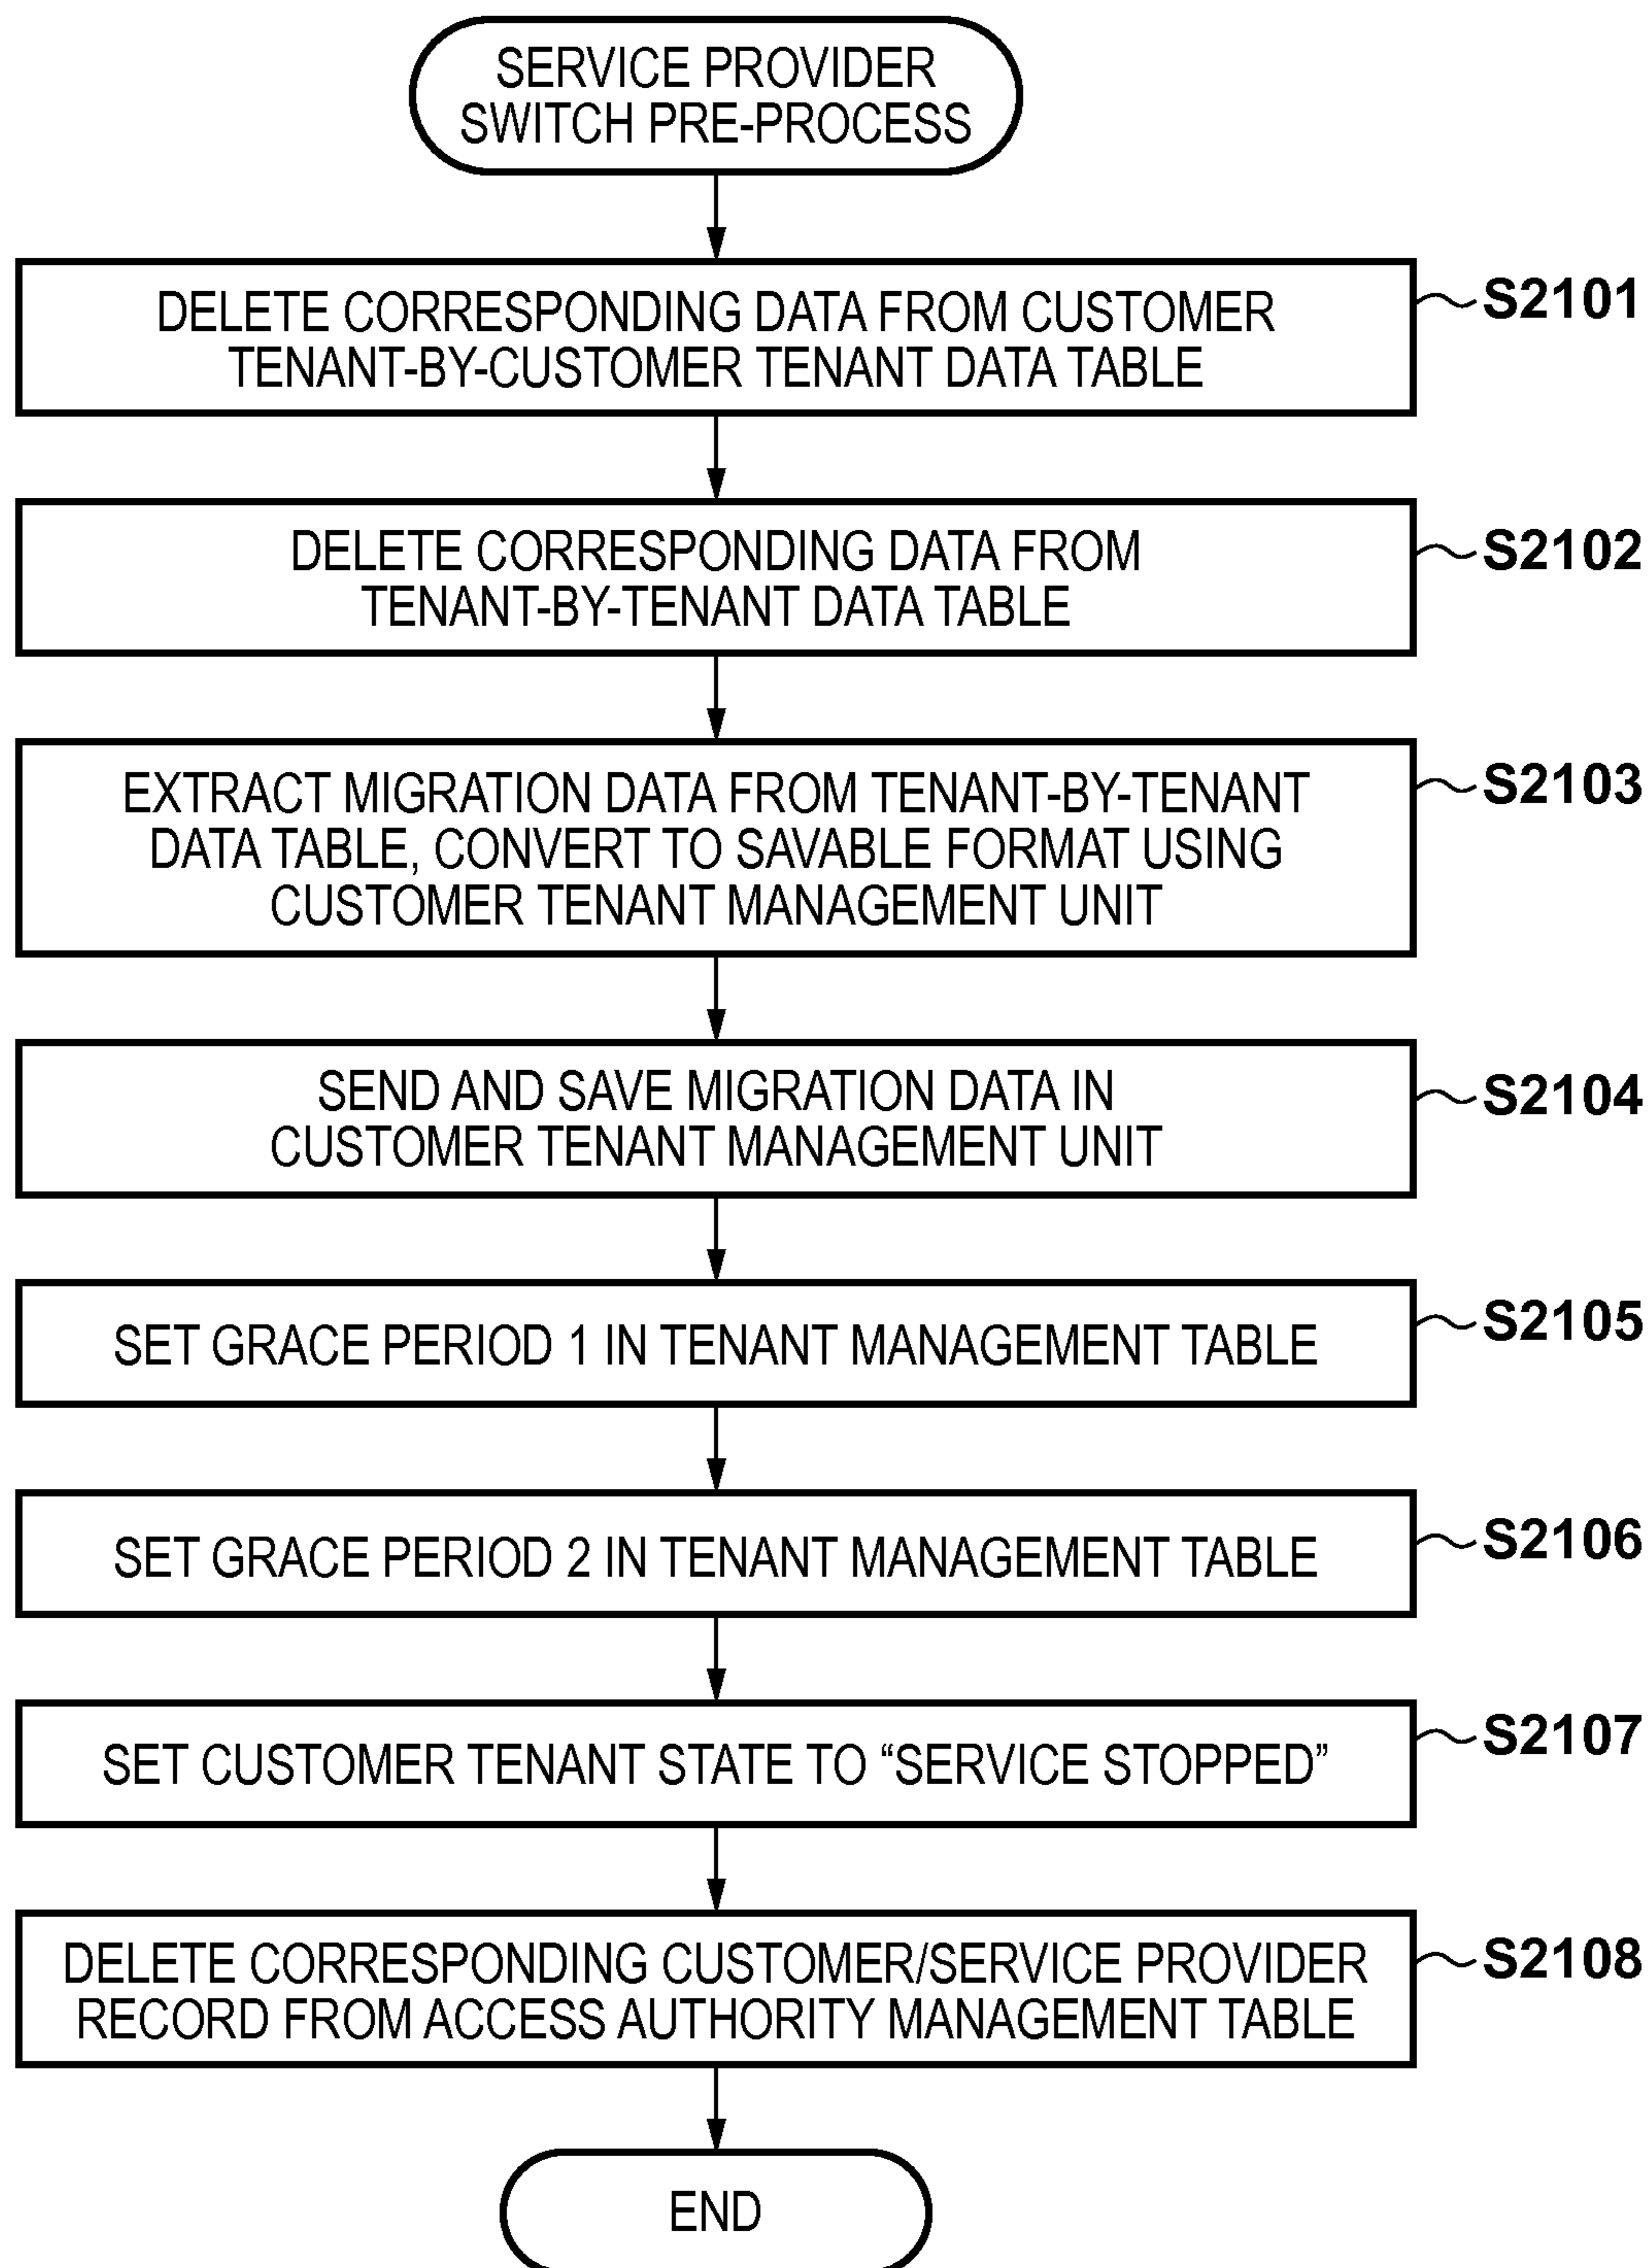 SERVICE PROVIDER
SWITCH PRE-PROCESS
DELETE CORRESPONDING DATA FROM CUSTOMER
TENANT-BY-CUSTOMER TENANT DATA TABLE
S2101
DELETE CORRESPONDING DATA FROM
TENANT-BY-TENANT DATA TABLE
S2102
EXTRACT MIGRATION DATA FROM TENANT-BY-TENANT
DATA TABLE, CONVERT TO SAVABLE FORMAT USING
CUSTOMER TENANT MANAGEMENT UNIT
S2103
SEND AND SAVE MIGRATION DATA IN
CUSTOMER TENANT MANAGEMENT UNIT
S2104
SET GRACE PERIOD 1 IN TENANT MANAGEMENT TABLE
S2105
SET GRACE PERIOD 2 IN TENANT MANAGEMENT TABLE
S2106
SET CUSTOMER TENANT STATE TO “SERVICE STOPPED”
S2107
DELETE CORRESPONDING CUSTOMER/SERVICE PROVIDER
RECORD FROM ACCESS AUTHORITY MANAGEMENT TABLE
S2108
END